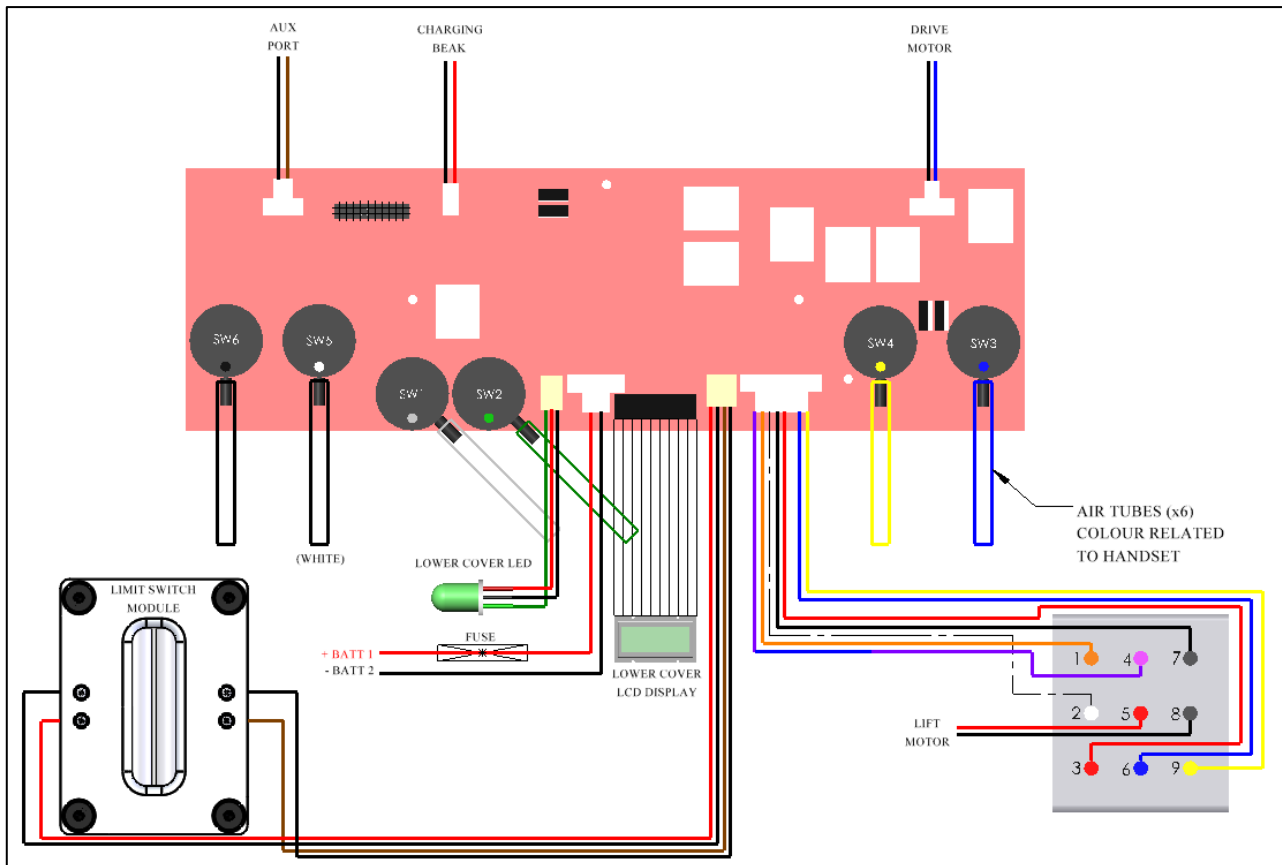 AUX
PORT
CHARGING
BEAK
DRIVE
MOTOR
SW6
SW5
SW1
SW2
SW4
SW3
(WHITE)
AIR TUBES (x6)
COLOUR RELATED
TO HANDSET
LOWER COVER LED
LIMIT SWITCH
MODULE
FUSE
+ BATT 1
- BATT 2
LOWER COVER
LCD DISPLAY
1
4
7
2
5
8
LIFT
MOTOR
3
6
9